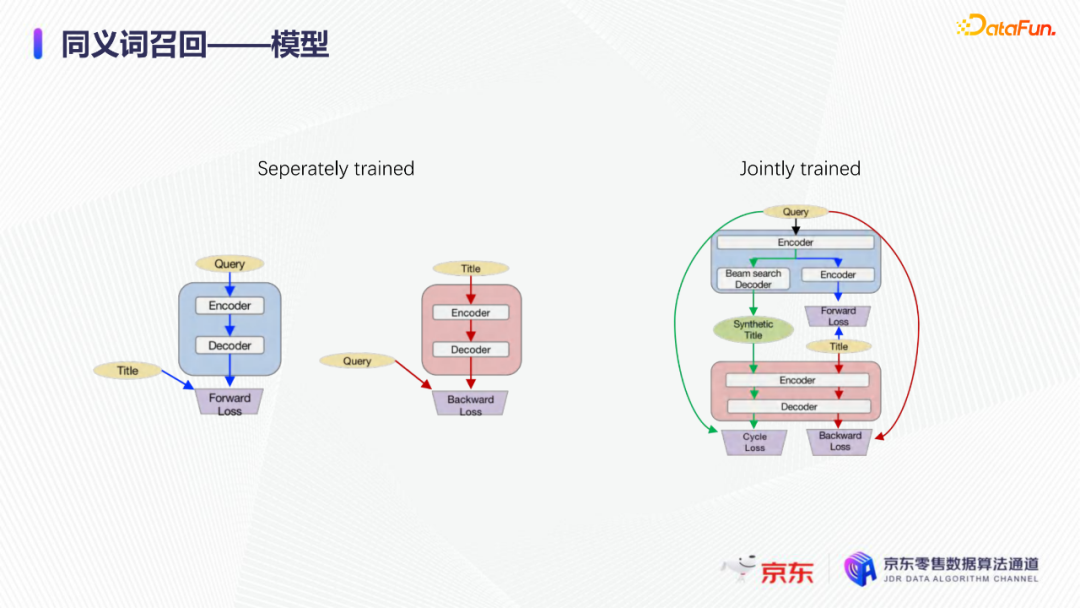 同义词召回——模型
DataFun.
Seperately trained
Jointly trained
Query
Encoder
Decoder
Title
Forward
Loss
Title
Encoder
Decoder
Query
Backward
Loss
Query
Encoder
Beam search
Decoder
Encoder
Forward
Loss
Synthetic
Title
Title
Encoder
Decoder
Cycle
Loss
Backward
Loss
京东
京东零售数据算法通道
JDR DATA ALGORITHM CHANNEL